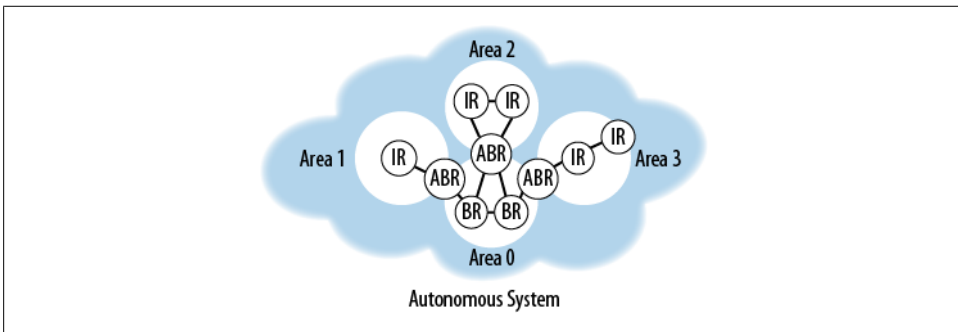 Area 2
IR IR
Area 1 IR ABR ABR ABR IR IR Area 3
BR BR
Area 0
Autonomous System